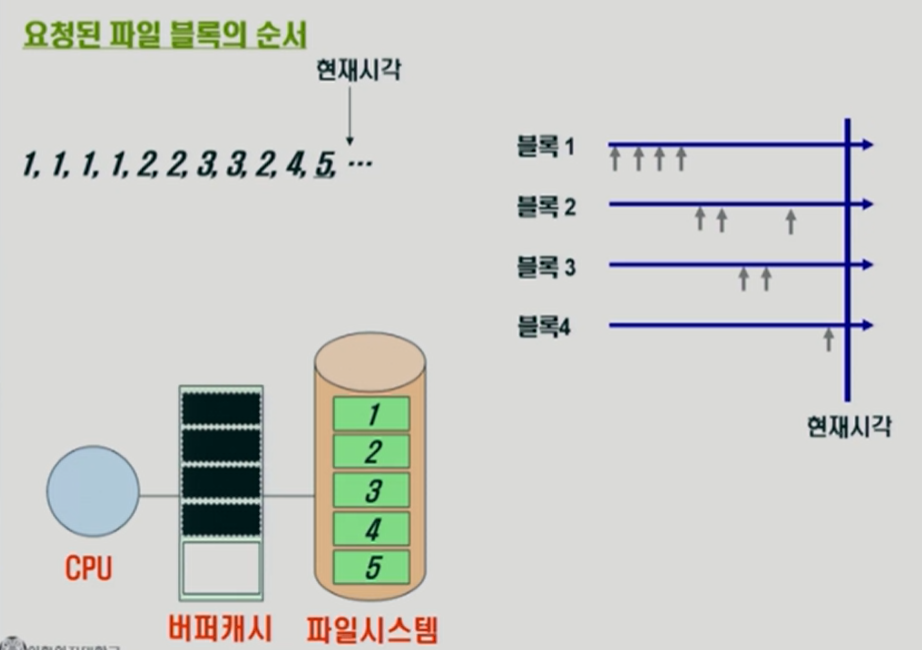 요청된 파일 블록의 순서
현재시각
1, 1, 1, 1, 2, 2, 3, 3, 2, 4, 5, ···
블록 1
블록 2
블록 3
블록4
현재시각
1
2
3
4
5
CPU
버퍼캐시
파일시스템